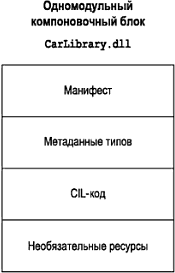 Одномодульный
компоновочный блок
CarLibrary.dll
Манифест
Метаданные типов
CIL-код
Необязательные ресурсы